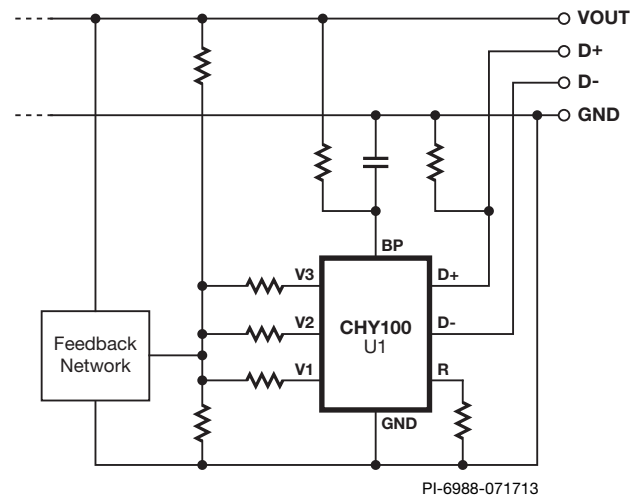 VOUT
D+
D-
GND
BP
V3
D+
V2
CHY100
D-
U1
Feedback
Network
V1
R
GND
PI-6988-071713